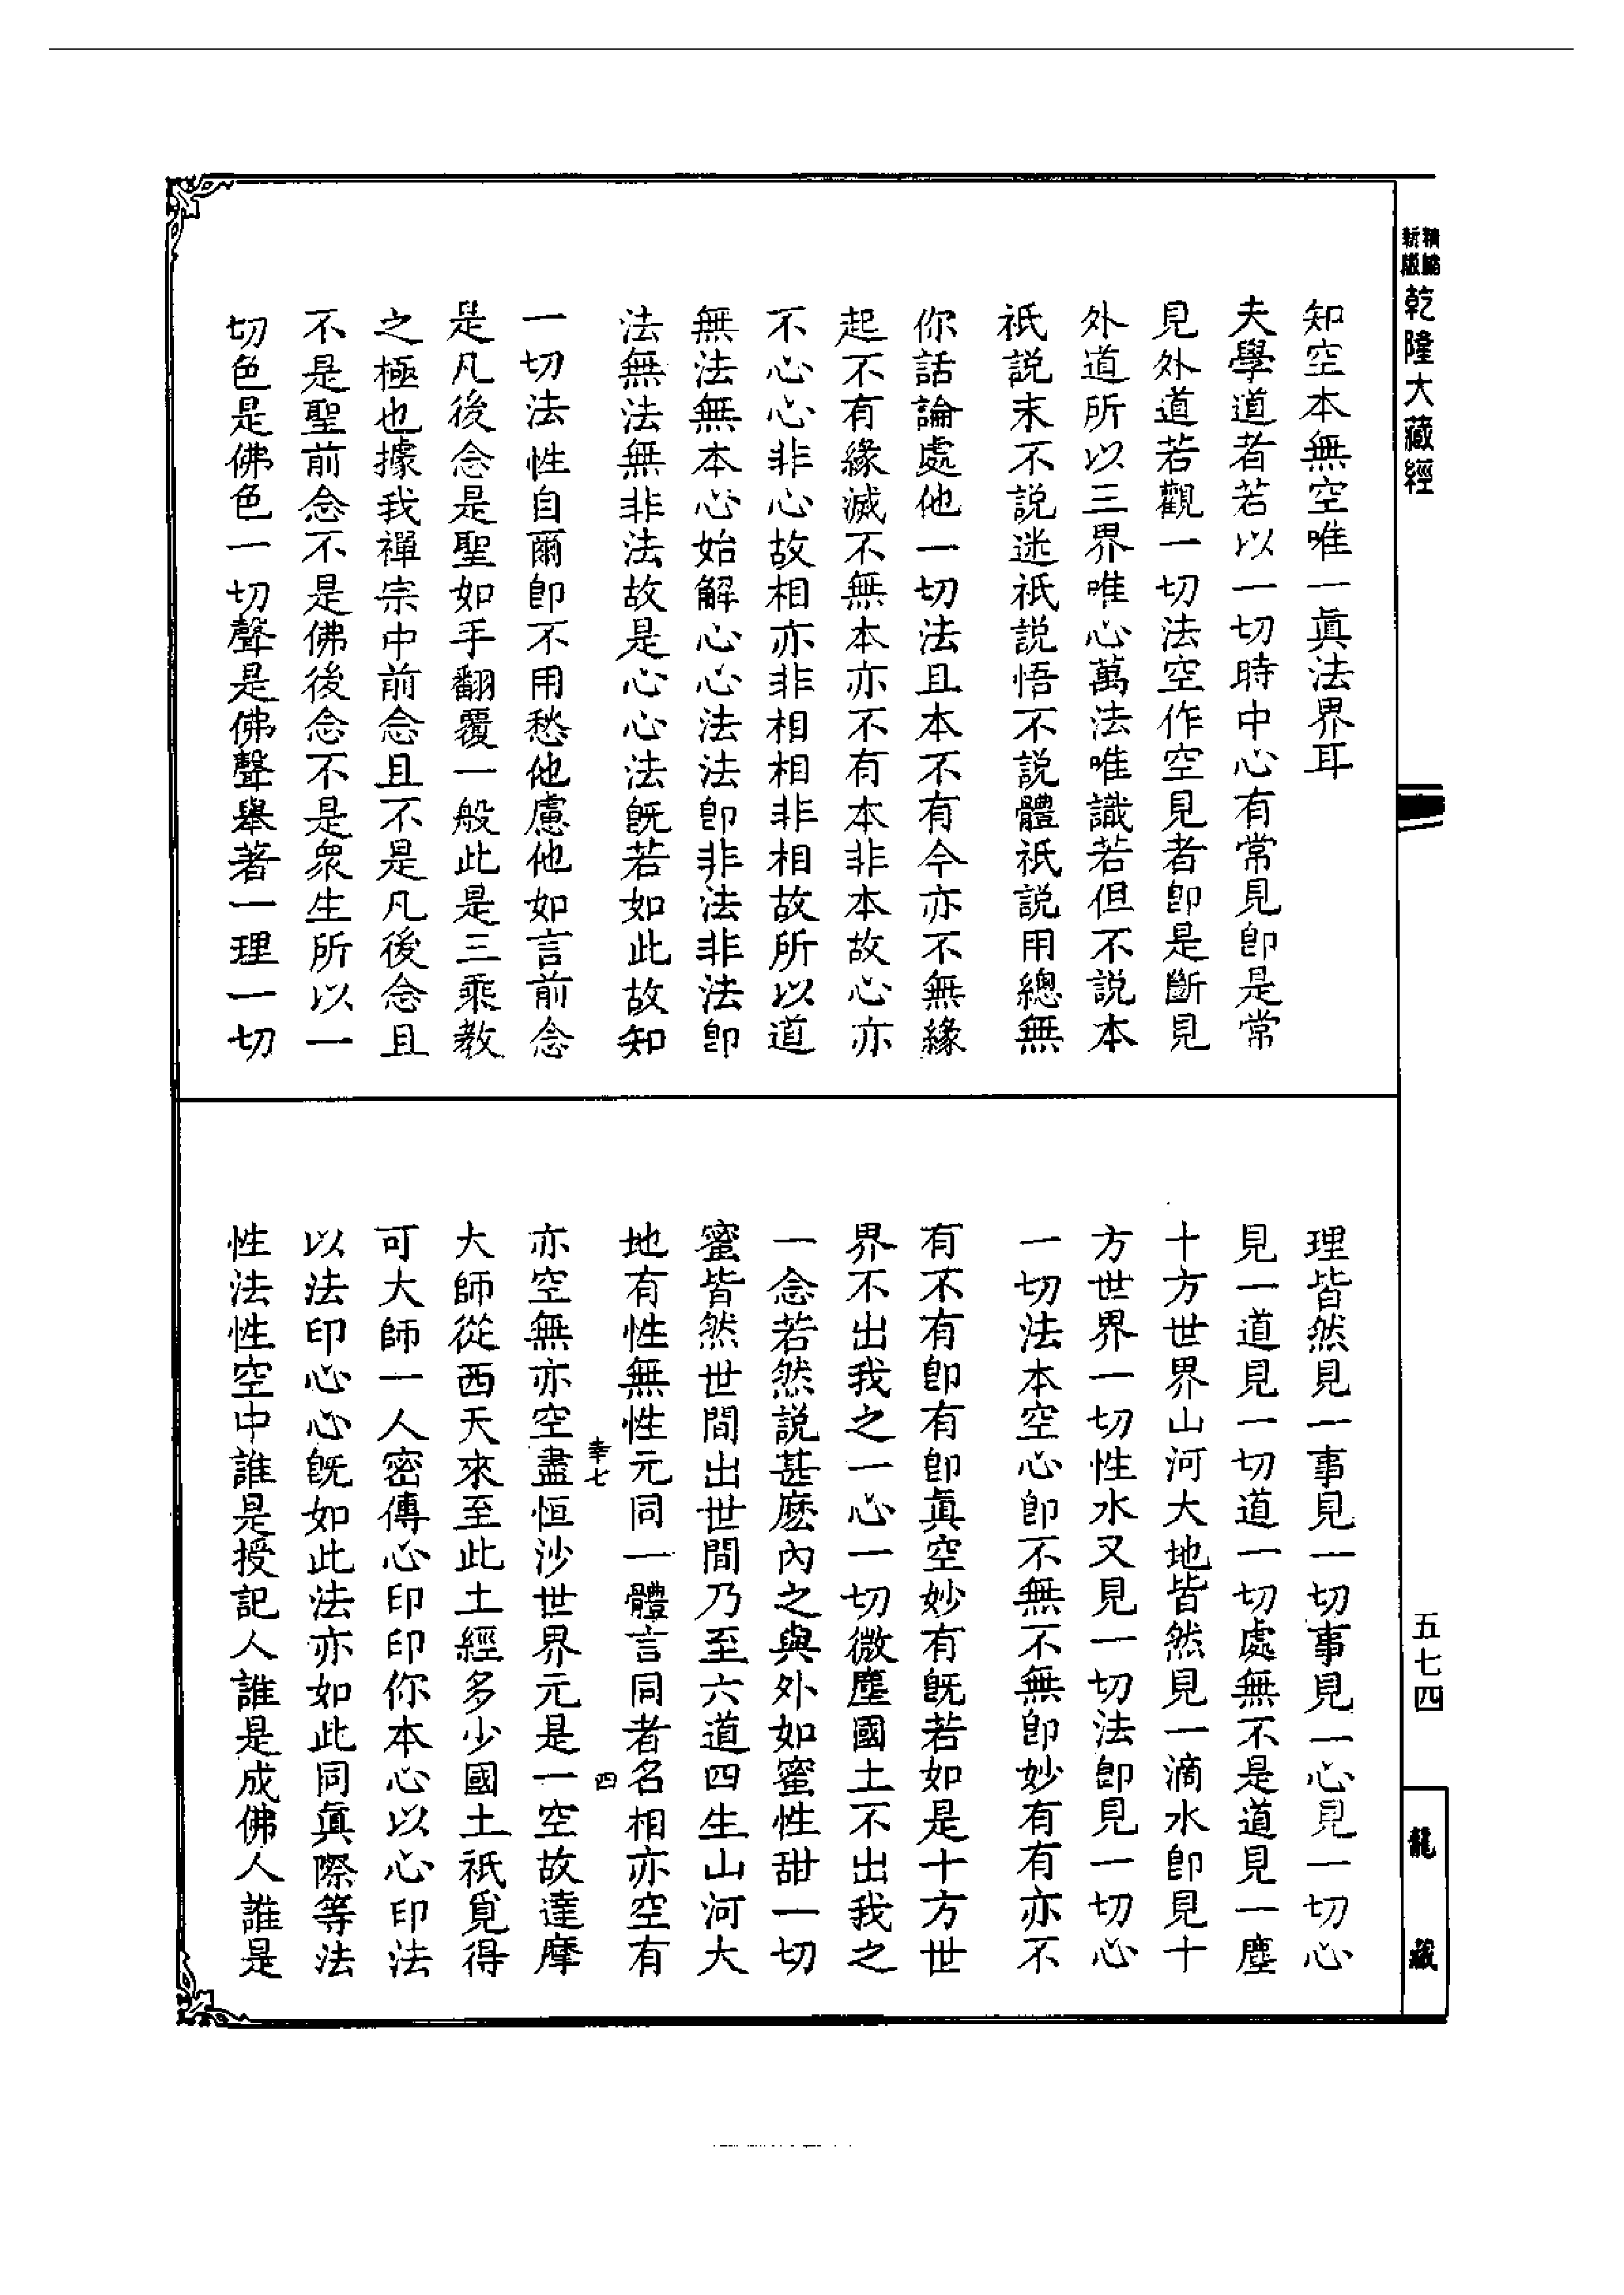 精縮新版乾隆大藏經
知空本無空唯一真法界耳
夫學道者若以一切時中心有常見卽是常
見外道若觀一切法空作空見者卽是斷見
外道所以三界唯心萬法唯識若但不說本
祇說末不說迷祇說悟不說體祇說用總無
你話論處他一切法且本不有今亦不無緣
起不有緣滅不無本亦不有本非本故心亦
不心心非心故相亦非相相非相故所以道
無法無本心始解心心法法卽非法非法卽
法無法無非法故是心心法旣若如此故知
一切法性自爾卽不用愁他慮他如言前念
是凡後念是聖如手翻覆一般此是三乘教
之極也據我禪宗中前念且不是凡後念且
不是聖前念不是佛後念不是眾生所以一
切色是佛色一切聲是佛聲舉著一理一切
理皆然見一事見一切事見一心見一切心
見一道見一切道一切處無不是道見一塵
十方世界山河大地皆然見一滴水卽見十
方世界一切性水又見一切法卽見一切心
一切法本空心卽不無不無卽妙有有亦不
有不有卽有卽眞空妙有旣若如是十方世
界不出我之一心一切微塵國土不出我之
一念若然說甚麽內之與外如蜜性甜一切
蜜皆然世間出世間乃至六道四生山河大
地有性無性元同一體言同者名相亦空有
幸七 四
亦空無亦空盡恒沙世界元是一空故達摩
大師從西天來至此土經多少國土祇覓得
可大師一人密傳心印印你本心以心印法
以法印心心旣如此法亦如此同眞際等法
性法性空中誰是授記人誰是成佛人誰是
五七四
龍藏